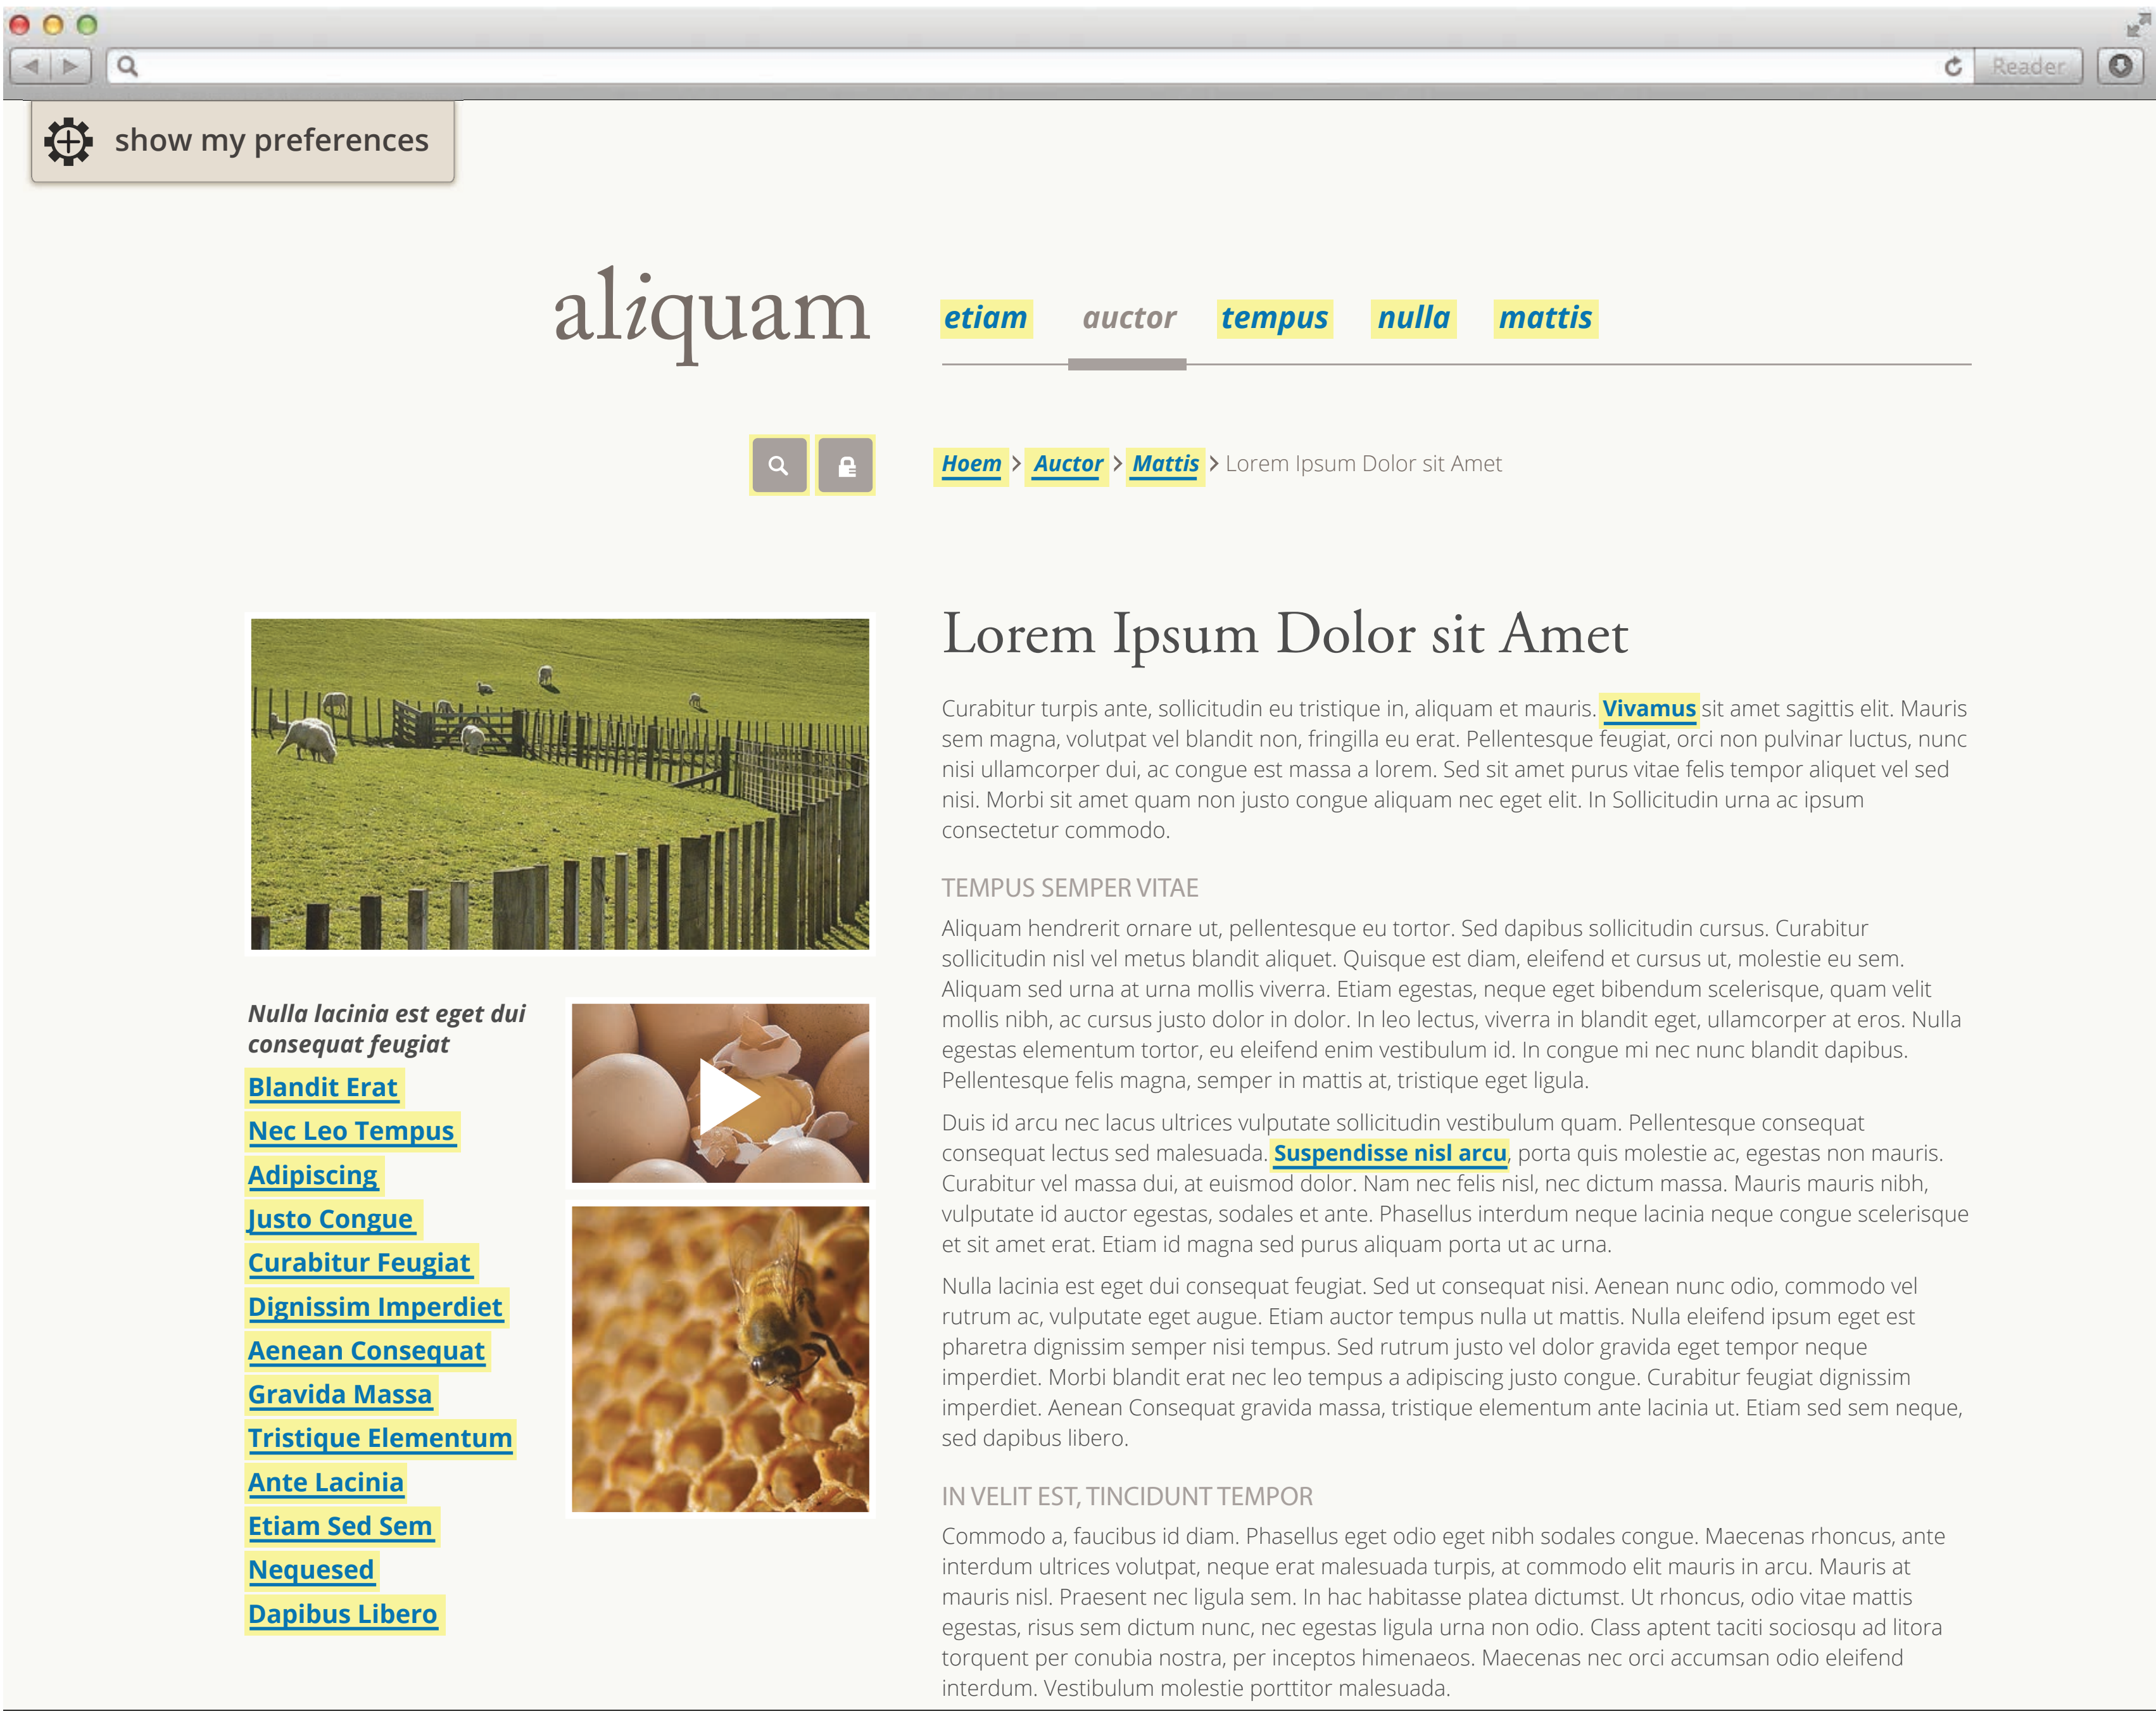 Reader
show my preferences
aliquam
etiam auctor tempus nulla mattis
Hoem > Auctor > Mattis > Lorem Ipsum Dolor sit Amet
Nulla lacinia est eget dui
consequat feugiat
Blandit Erat
Nec Leo Tempus
Adipiscing
Justo Congue
Curabitur Feugiat
Dignissim Imperdiet
Aenean Consequat
Gravida Massa
Tristique Elementum
Ante Lacinia
Etiam Sed Sem
Nequesed
Dapibus Libero
Lorem Ipsum Dolor sit Amet
Curabitur turpis ante, sollicitudin eu tristique in, aliquam et mauris. Vivamus sit amet sagittis elit. Mauris
sem magna, volutpat vel blandit non, fringilla eu erat. Pellentesque feugiat, orci non pulvinar luctus, nunc
nisi ullamcorper dui, ac congue est massa a lorem. Sed sit amet purus vitae felis tempor aliquet vel sed
nisi. Morbi sit amet quam non justo congue aliquam nec eget elit. In Sollicitudin urna ac ipsum
consectetur commodo.
TEMPUS SEMPER VITAE
Aliquam hendrerit ornare ut, pellentesque eu tortor. Sed dapibus sollicitudin cursus. Curabitur
sollicitudin nisl vel metus blandit aliquet. Quisque est diam, eleifend et cursus ut, molestie eu sem.
Aliquam sed urna at urna mollis viverra. Etiam egestas, neque eget bibendum scelerisque, quam velit
mollis nibh, ac cursus justo dolor in dolor. In leo lectus, viverra in blandit eget, ullamcorper at eros. Nulla
egestas elementum tortor, eu eleifend enim vestibulum id. In congue mi nec nunc blandit dapibus.
Pellentesque felis magna, semper in mattis at, tristique eget ligula.
Duis id arcu nec lacus ultrices vulputate sollicitudin vestibulum quam. Pellentesque consequat
consequat lectus sed malesuada. Suspendisse nisl arcu, porta quis molestie ac, egestas non mauris.
Curabitur vel massa dui, at euismod dolor. Nam nec felis nisl, nec dictum massa. Mauris mauris nibh,
vulputate id auctor egestas, sodales et ante. Phasellus interdum neque lacinia neque congue scelerisque
et sit amet erat. Etiam id magna sed purus aliquam porta ut ac urna.
Nulla lacinia est eget dui consequat feugiat. Sed ut consequat nisi. Aenean nunc odio, commodo vel
rutrum ac, vulputate eget augue. Etiam auctor tempus nulla ut mattis. Nulla eleifend ipsum eget est
pharetra dignissim semper nisi tempus. Sed rutrum justo vel dolor gravida eget tempor neque
imperdiet. Morbi blandit erat nec leo tempus a adipiscing justo congue. Curabitur feugiat dignissim
imperdiet. Aenean Consequat gravida massa, tristique elementum ante lacinia ut. Etiam sed sem neque,
sed dapibus libero.
IN VELIT EST, TINCIDUNT TEMPOR
Commodo a, faucibus id diam. Phasellus eget odio eget nibh sodales congue. Maecenas rhoncus, ante
interdum ultrices volutpat, neque erat malesuada turpis, at commodo elit mauris in arcu. Mauris at
mauris nisl. Praesent nec ligula sem. In hac habitasse platea dictumst. Ut rhoncus, odio vitae mattis
egestas, risus sem dictum nunc, nec egestas ligula urna non odio. Class aptent taciti sociosqu ad litora
torquent per conubia nostra, per inceptos himenaeos. Maecenas nec orci accumsan odio eleifend
interdum. Vestibulum molestie porttitor malesuada.